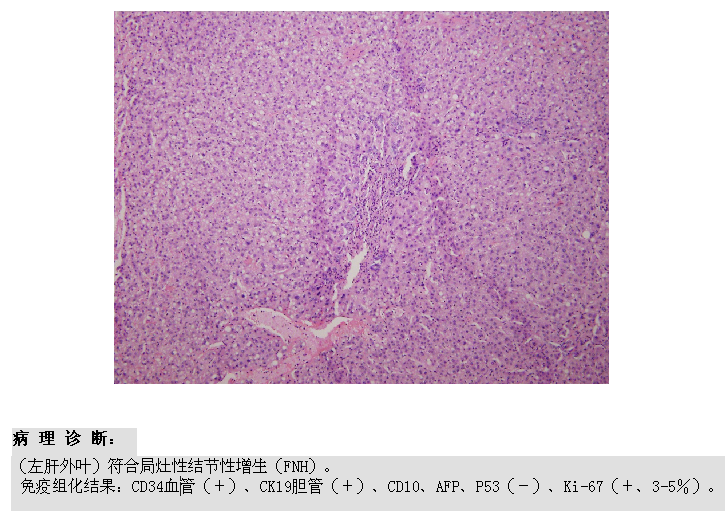 病 理 诊 断：
（左肝外叶）符合局灶性结节性增生（FNH）。
免疫组化结果：CD34血管（＋）、CK19胆管（＋）、CD10、AFP、P53（－）、Ki-67（＋、3-5％）。